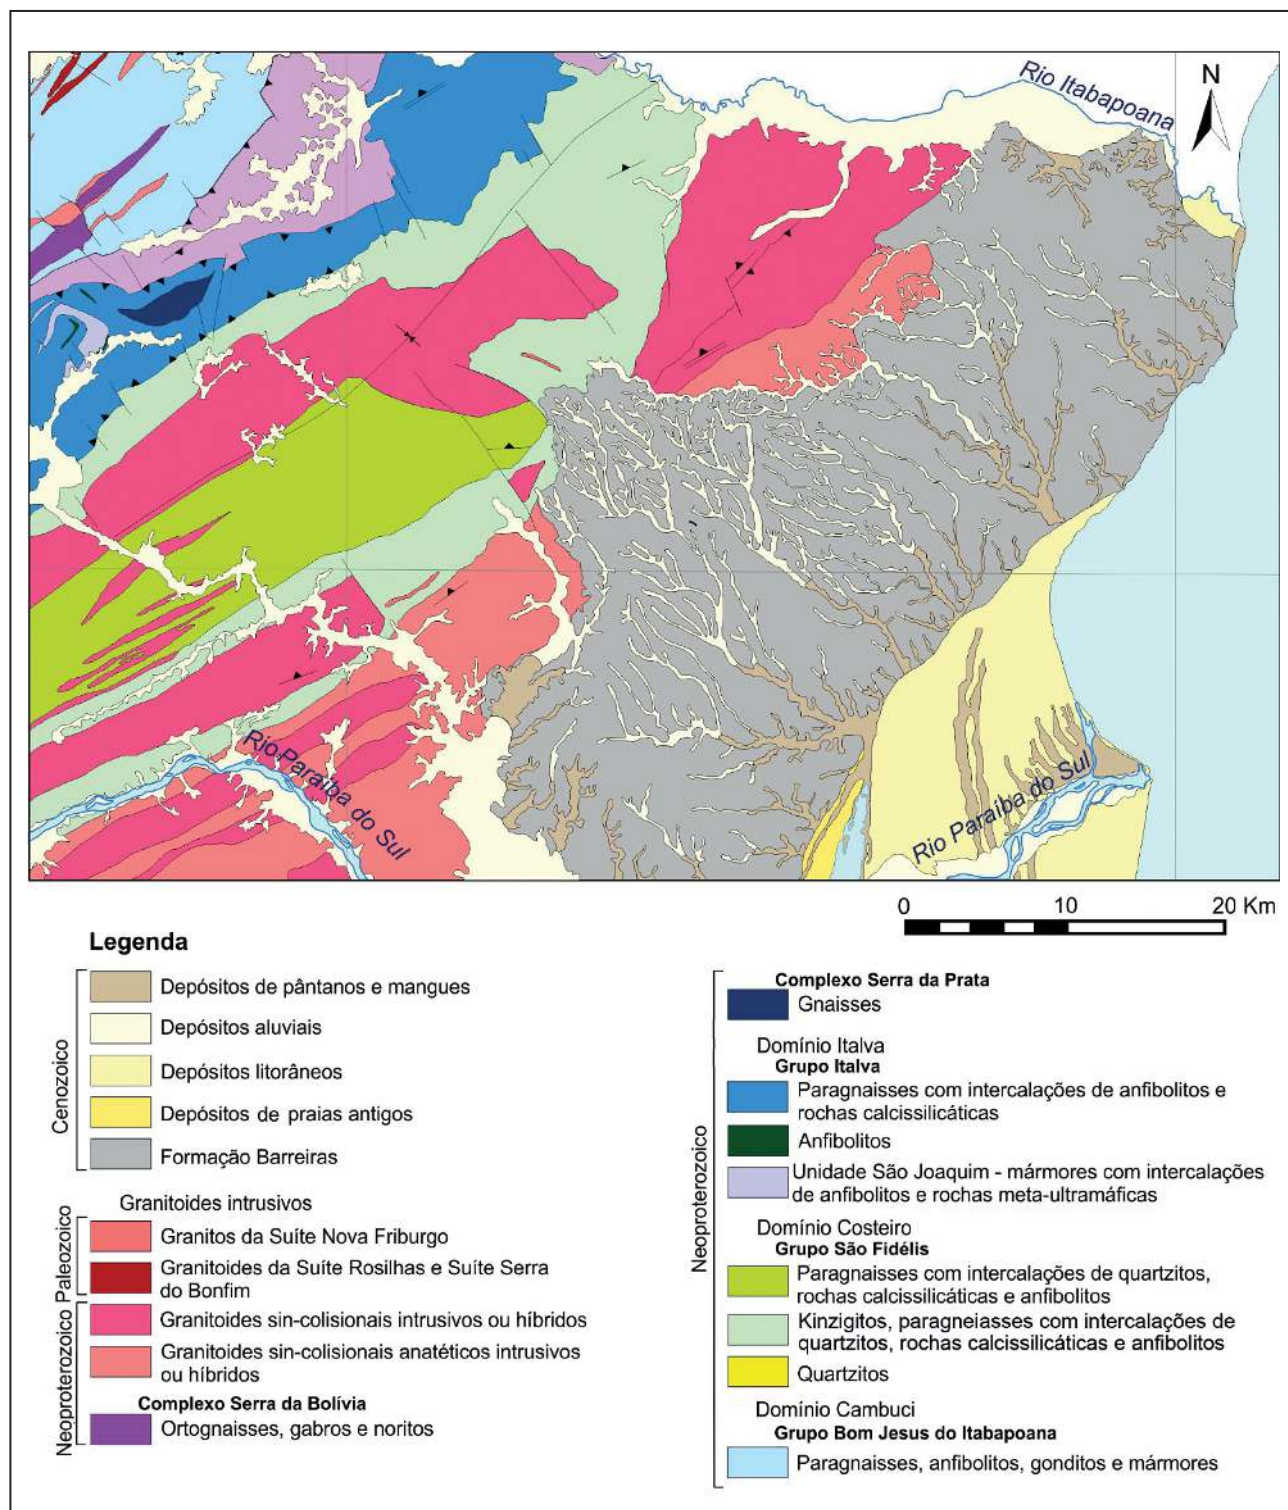 Rio Itabapoana
N
Rio Paraíba do Sul
Rio Paraíba do Sul
0 10 20 Km
Legenda
Cenozoico
Depósitos de pântanos e mangues
Depósitos aluviais
Depósitos litorâneos
Depósitos de praias antigos
Formação Barreiras
Granitoides intrusivos
Paleozoico
Granitos da Suíte Nova Friburgo
Granitoides da Suíte Rosilhas e Suíte Serra
do Bonfim
Neoproterozoico
Granitoides sin-colisionais intrusivos ou híbridos
Granitoides sin-colisionais anatéticos intrusivos
ou híbridos
Complexo Serra da Bolívia
Ortognaisses, gabros e noritos
Neoproterozoico
Complexo Serra da Prata
Gnaisses
Domínio Italva
Grupo Italva
Paragnaisses com intercalações de anfibolitos e
rochas calcissilicáticas
Anfibolitos
Unidade São Joaquim - mármores com intercalações
de anfibolitos e rochas meta-ultramáficas
Domínio Costeiro
Grupo São Fidélis
Paragnaisses com intercalações de quartzitos,
rochas calcissilicáticas e anfibolitos
Kinzigitos, paragneiasses com intercalações de
quartzitos, rochas calcissilicáticas e anfibolitos
Quartzitos
Domínio Cambuci
Grupo Bom Jesus do Itabapoana
Paragnaisses, anfibolitos, gonditos e mármores